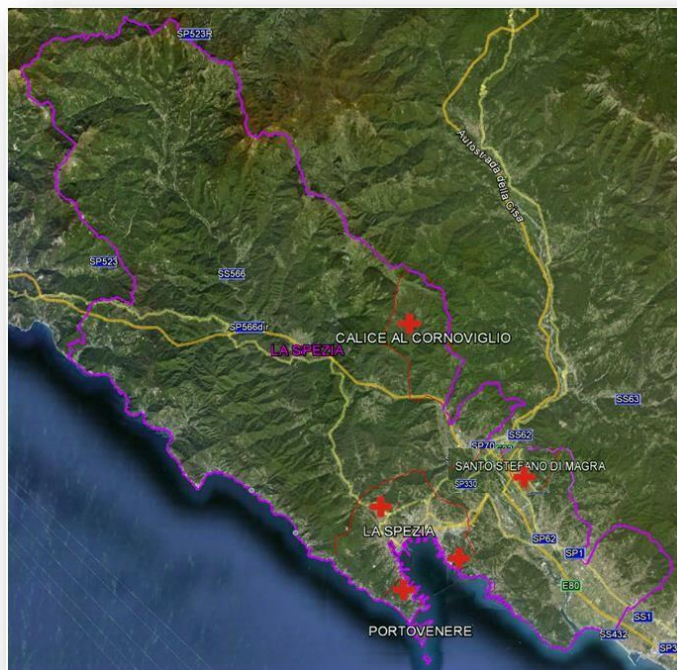 SP523R
Autostrada della Cisa
SP523
SS566
SP566dir
CALICE AL CORNOVIGLIO
LA SPEZIA
SS63
SS62
SP70
SANTO STEFANO DI MAGRA
SP330
LA SPEZIA
SP62
SP1
E80
SS1
PORTOVENERE
SS432